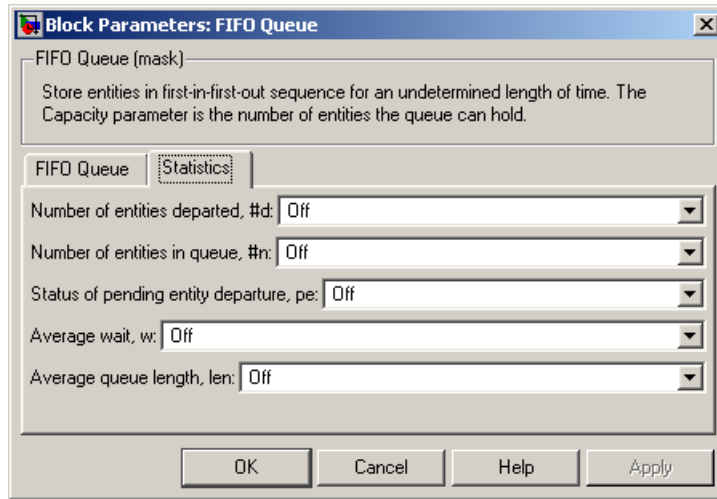 Block Parameters: FIFO Queue
FIFO Queue (mask)
Store entities in first-in-first-out sequence for an undetermined length of time. The
Capacity parameter is the number of entities the queue can hold.
FIFO Queue Statistics
Number of entities departed, #d: Off
Number of entities in queue, #n: Off
Status of pending entity departure, pe: Off
Average wait, w: Off
Average queue length, len: Off
OK Cancel Help Apply